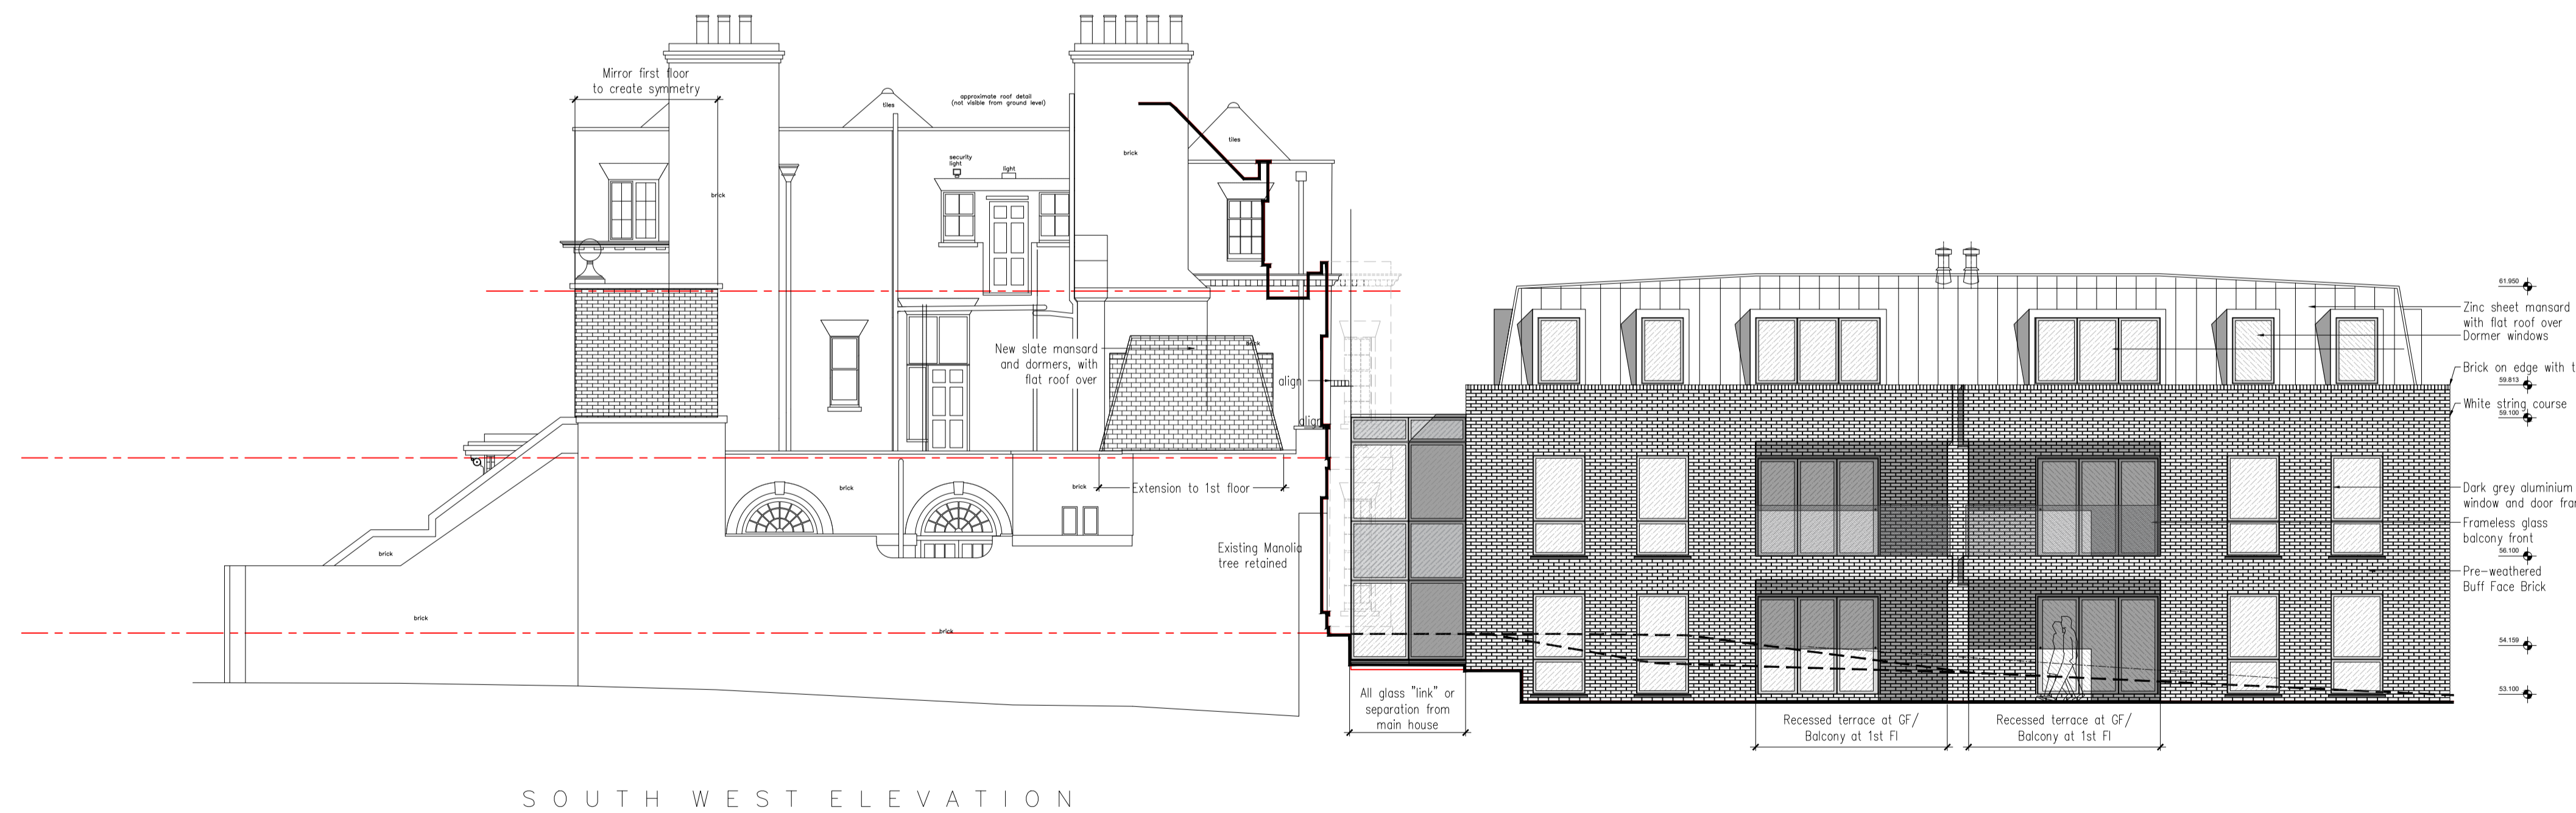 Mirror first floor
to create symmetry
tiles
approximate roof detail
(not visible from ground level)
security
light
light
brick
tiles
brick
New slate mansard
and dormers, with
flat roof over
align
align
brick
brick
Extension to 1st floor
Existing Manolia
tree retained
brick
brick
brick
All glass "link" or
separation from
main house
Recessed terrace at GF/
Balcony at 1st Fl
Recessed terrace at GF/
Balcony at 1st Fl
61.950
Zinc sheet mansard
with flat roof over
Dormer windows
Brick on edge with
59.813
White string course
59.100
Dark grey aluminium
window and door
Frameless glass
balcony front
56.100
Pre-weathered
Buff Face Brick
54.159
53.100
SOUTH WEST ELEVATION